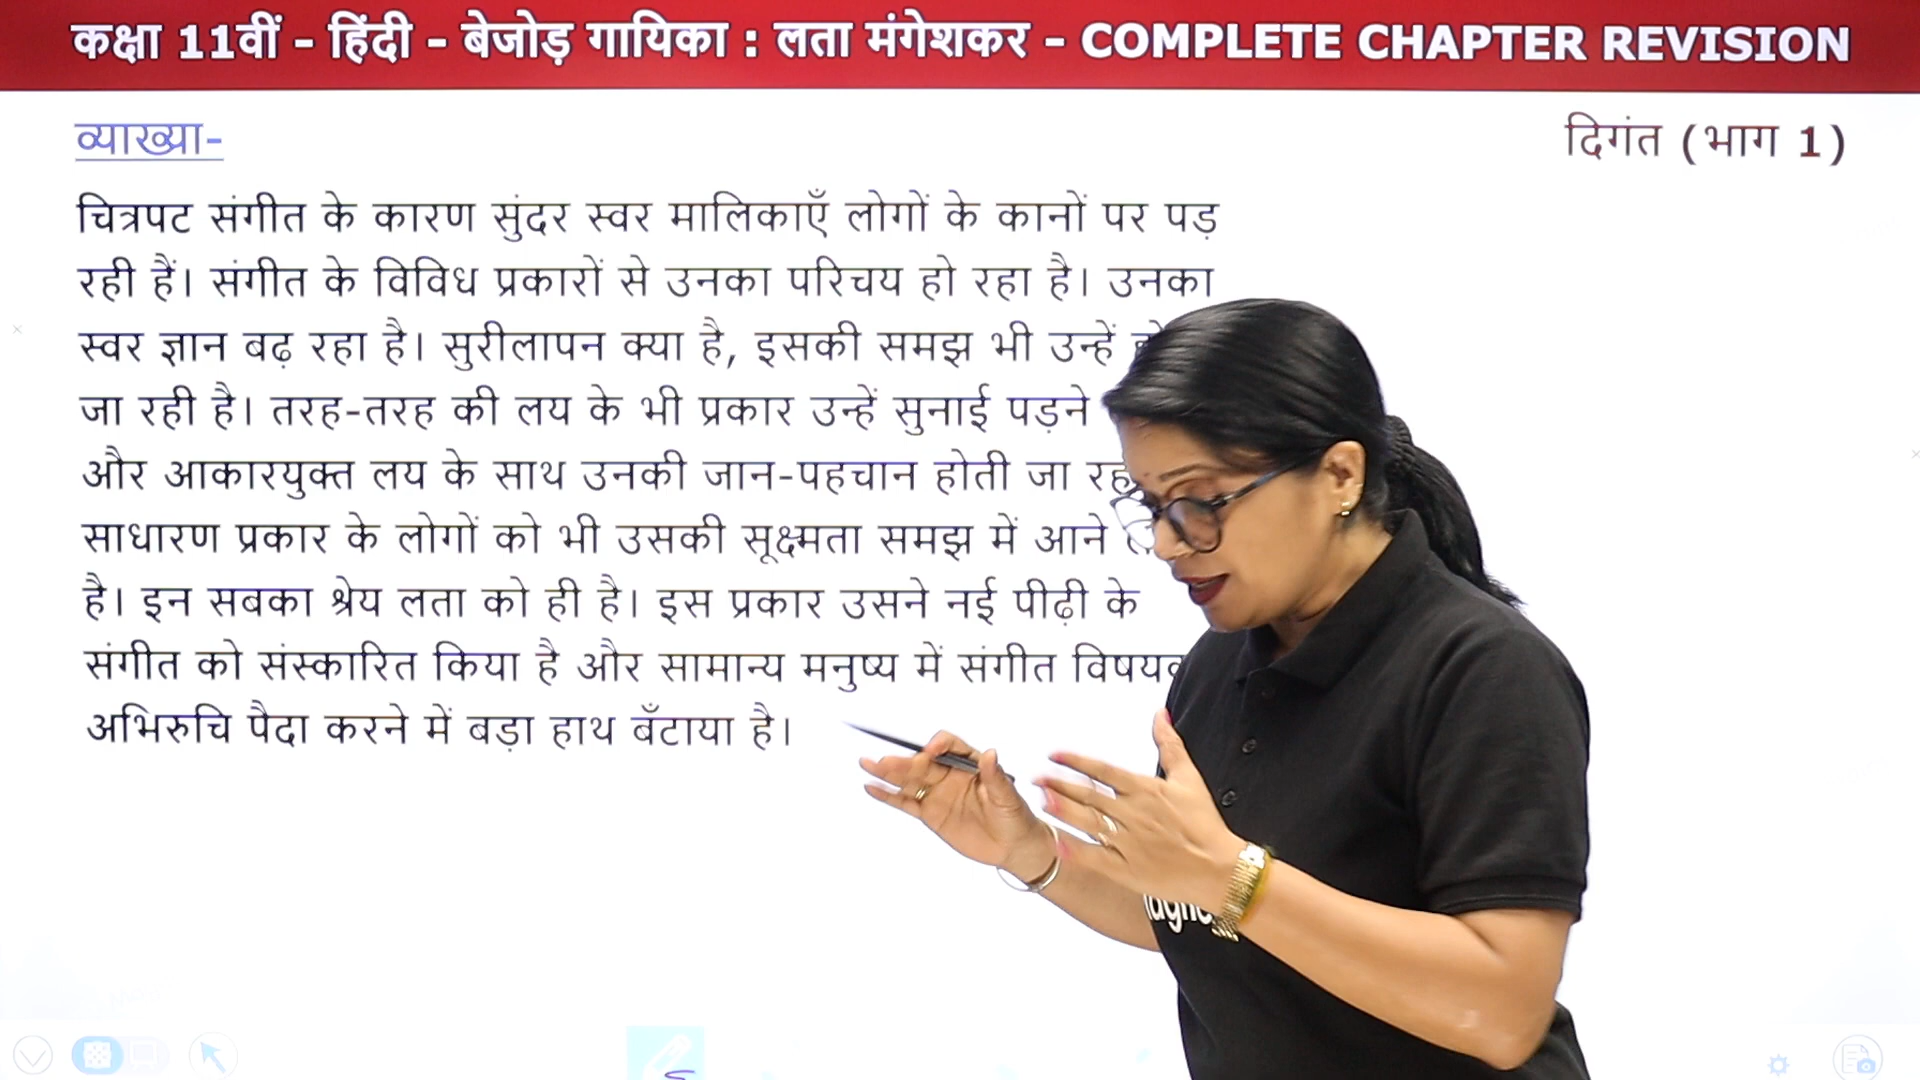 कक्षा 11वीं - हिंदी - बेजोड़ गायिका : लता मंगेशकर - COMPLETE CHAPTER REVISION
व्याख्या-
दिगंत (भाग 1)
चित्रपट संगीत के कारण सुंदर स्वर मालिकाएँ लोगों के कानों पर पड़
रही हैं। संगीत के विविध प्रकारों से उनका परिचय हो रहा है। उनका
स्वर ज्ञान बढ़ रहा है। सुरीलापन क्या है, इसकी समझ भी उन्हें
जा रही है। तरह-तरह की लय के भी प्रकार उन्हें सुनाई पड़ने
और आकारयुक्त लय के साथ उनकी जान-पहचान होती जा
साधारण प्रकार के लोगों को भी उसकी सूक्ष्मता समझ में आने
है। इन सबका श्रेय लता को ही है। इस प्रकार उसने नई पीढ़ी के
संगीत को संस्कारित किया है और सामान्य मनुष्य में संगीत
अभिरुचि पैदा करने में बड़ा हाथ बँटाया है।